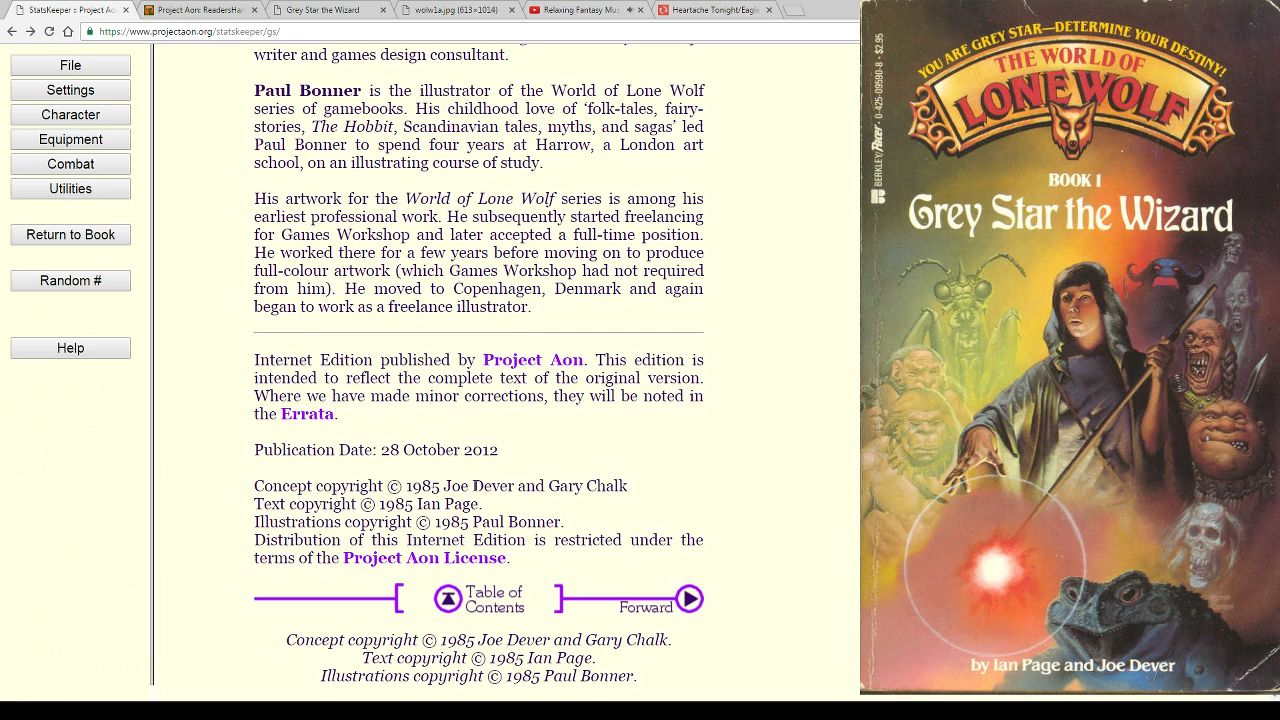 StatsKeeper :: Project Ao
Project Aon: ReadersHan
Grey Star the Wizard
wolw1a.jpg (613×1014)
Relaxing Fantasy Mus
Heartache Tonight/Eagle
https://www.projectaon.org/statskeeper/gs/
File
Settings
Character
Equipment
Combat
Utilities
Return to Book
Random #
Help
writer and games design consultant.
Paul Bonner is the illustrator of the World of Lone Wolf
series of gamebooks. His childhood love of ‘folk-tales, fairy-
stories, The Hobbit, Scandinavian tales, myths, and sagas’ led
Paul Bonner to spend four years at Harrow, a London art
school, on an illustrating course of study.
His artwork for the World of Lone Wolf series is among his
earliest professional work. He subsequently started freelancing
for Games Workshop and later accepted a full-time position.
He worked there for a few years before moving on to produce
full-colour artwork (which Games Workshop had not required
from him). He moved to Copenhagen, Denmark and again
began to work as a freelance illustrator.
Internet Edition published by Project Aon. This edition is
intended to reflect the complete text of the original version.
Where we have made minor corrections, they will be noted in
the Errata.
Publication Date: 28 October 2012
Concept copyright © 1985 Joe Dever and Gary Chalk
Text copyright © 1985 Ian Page.
Illustrations copyright © 1985 Paul Bonner.
Distribution of this Internet Edition is restricted under the
terms of the Project Aon License.
Table of
Contents
Forward
Concept copyright © 1985 Joe Dever and Gary Chalk.
Text copyright © 1985 Ian Page.
Illustrations copyright © 1985 Paul Bonner.
YOU ARE GREY STAR—DETERMINE YOUR DESTINY!
THE WORLD OF
LONE WOLF
BOOK 1
Grey Star the Wizard
BERKLEY/Pacer • 0-425-09590-8 • $2.95
by Ian Page and Joe Dever